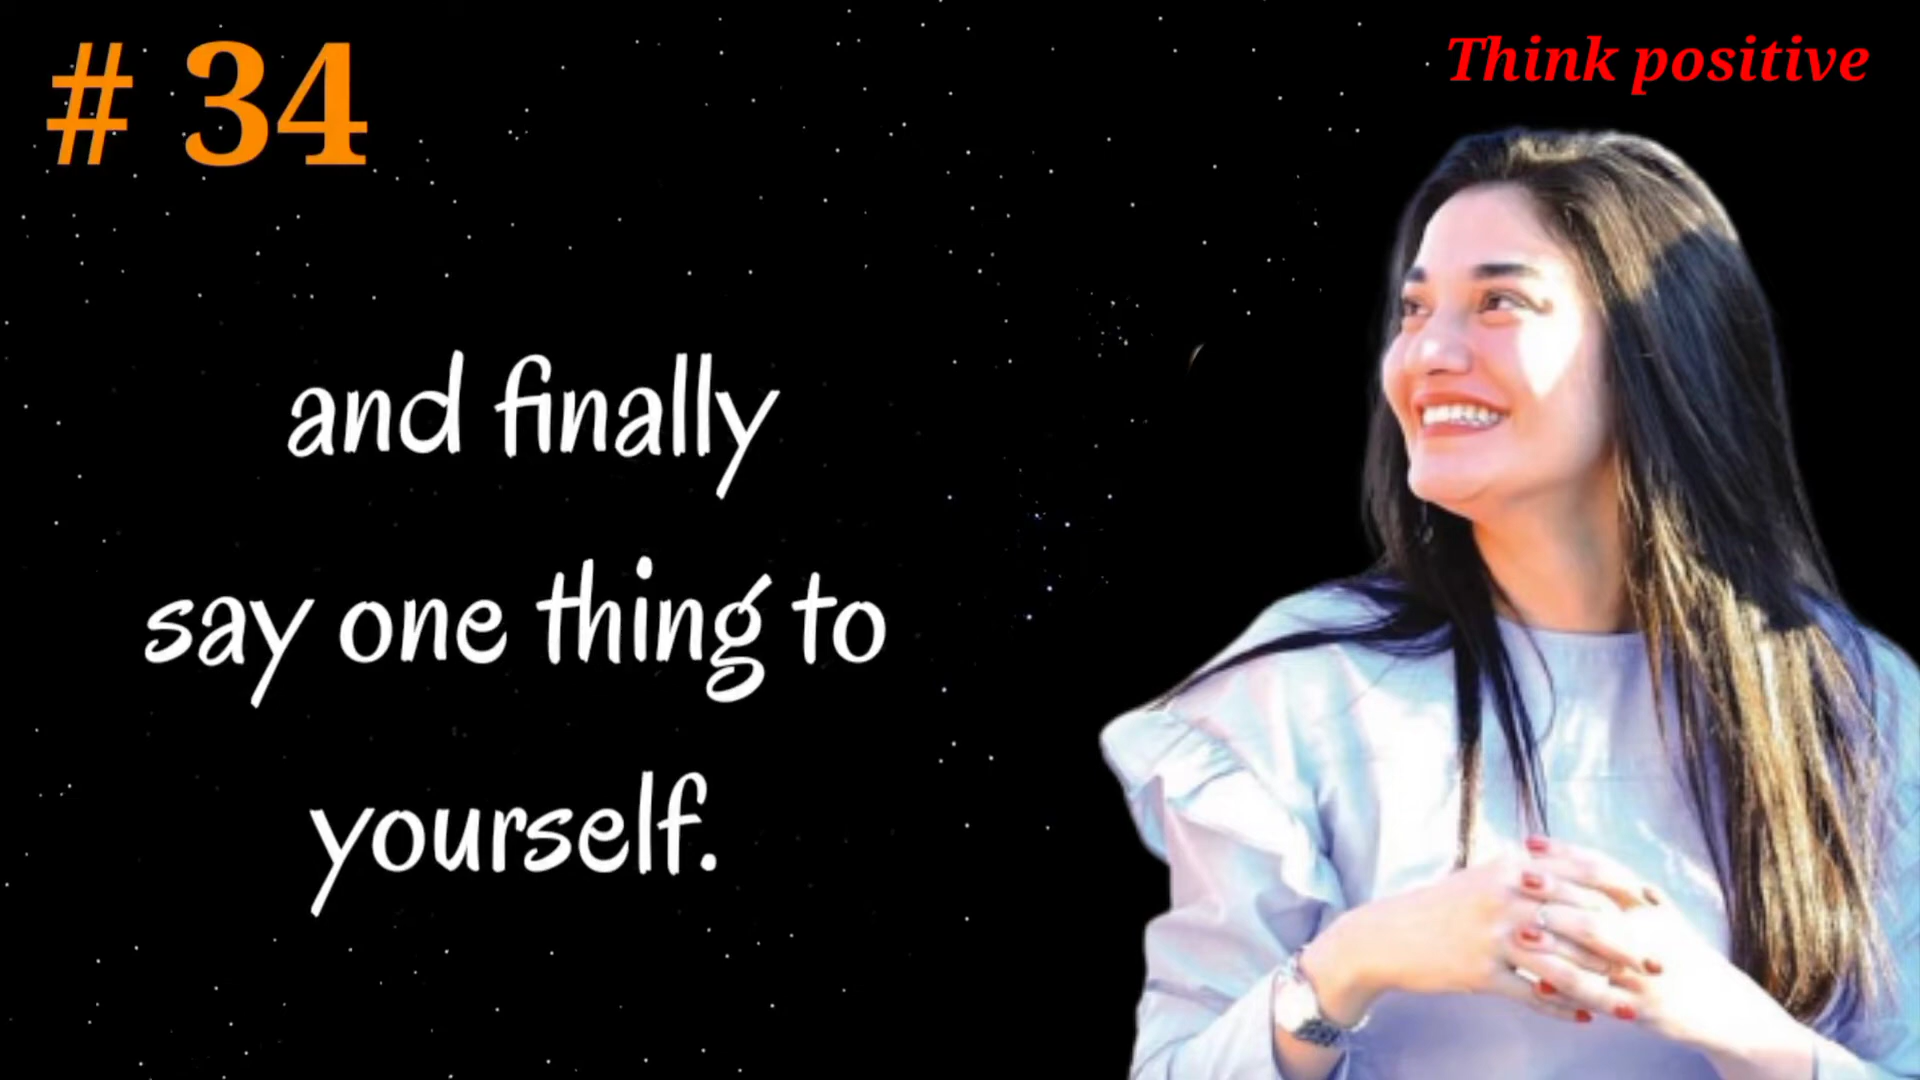 # 34
Think positive
and finally
say one thing to
yourself.